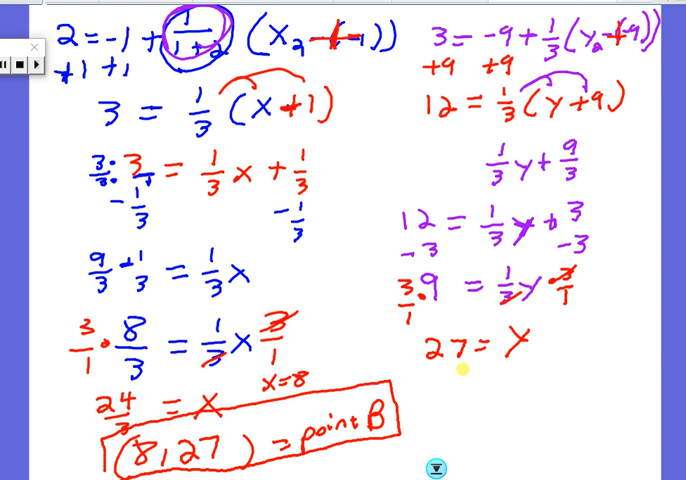 2 = -1 + 1/(1+2) (x₂ -(-1))
+1 +1
3 = 1/3 (x+1)
3/3 · 3/1 = 1/3 x + 1/3
-1/3 -1/3
9/3 - 1/3 = 1/3 x
3/1 · 8/3 = 1/3 x 3/1
x=8
24/3 = x
(8,27) = point B
3 = -9 + 1/3 (y₂ -(-9))
+9 +9
12 = 1/3 (y+9)
1/3 y + 9/3
12 = 1/3 y + 3
-3 -3
3/1 · 9 = 1/3 y · 3/1
27 = y